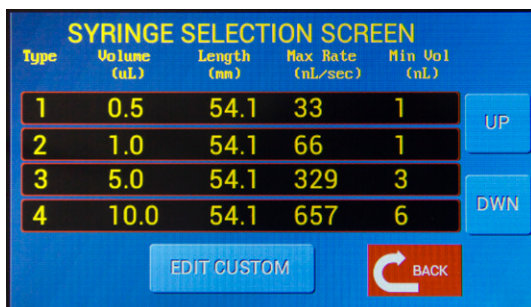 SYRINGE SELECTION SCREEN
Type Volume Length Max Rate Min Vol
(uL) (mm) (nL/sec) (nL)
1 0.5 54.1 33 1
2 1.0 54.1 66 1
3 5.0 54.1 329 3
4 10.0 54.1 657 6
UP
DWN
EDIT CUSTOM
BACK